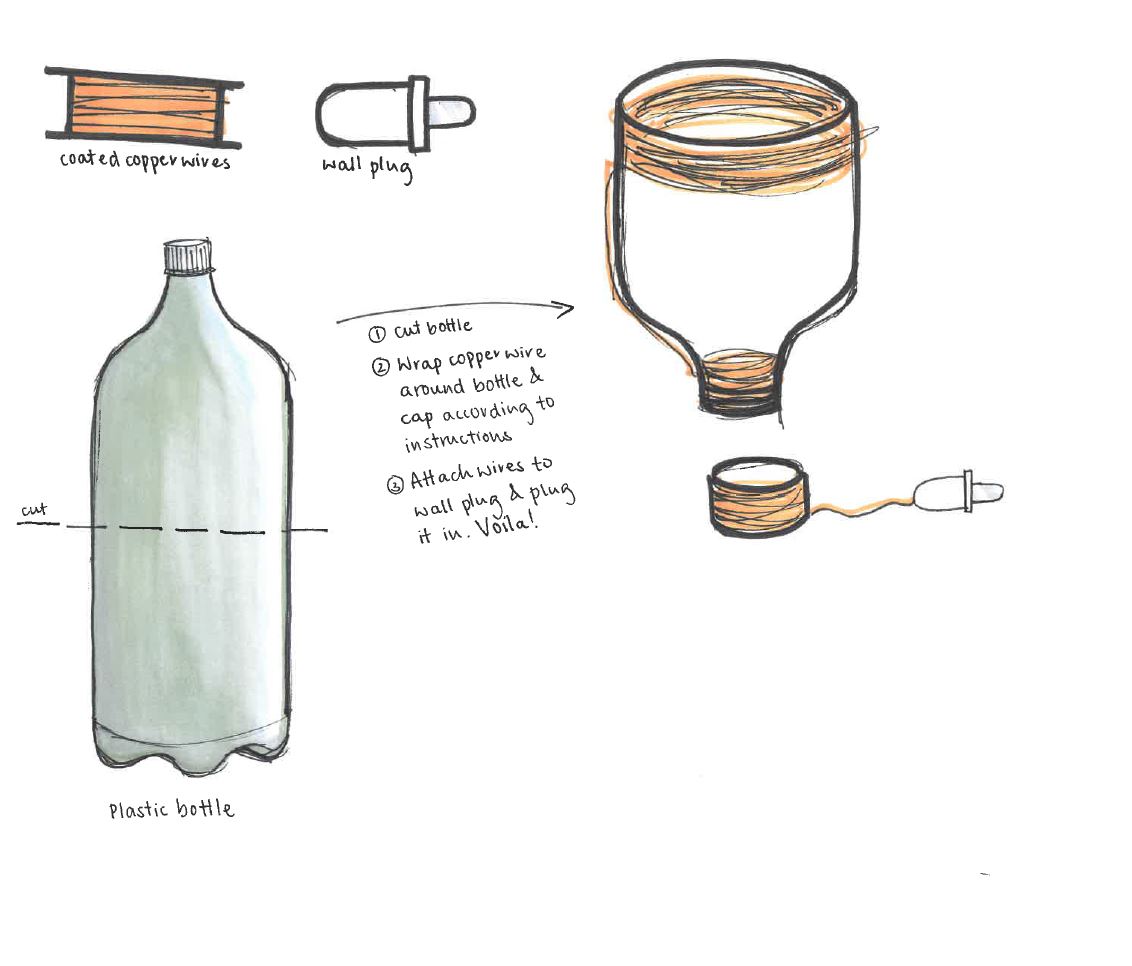 coated copper wires
wall plug
① cut bottle
② Wrap copper wire
around bottle &
cap according to
instructions
③ Attach wires to
wall plug & plug
it in. Voila!
cut
Plastic bottle